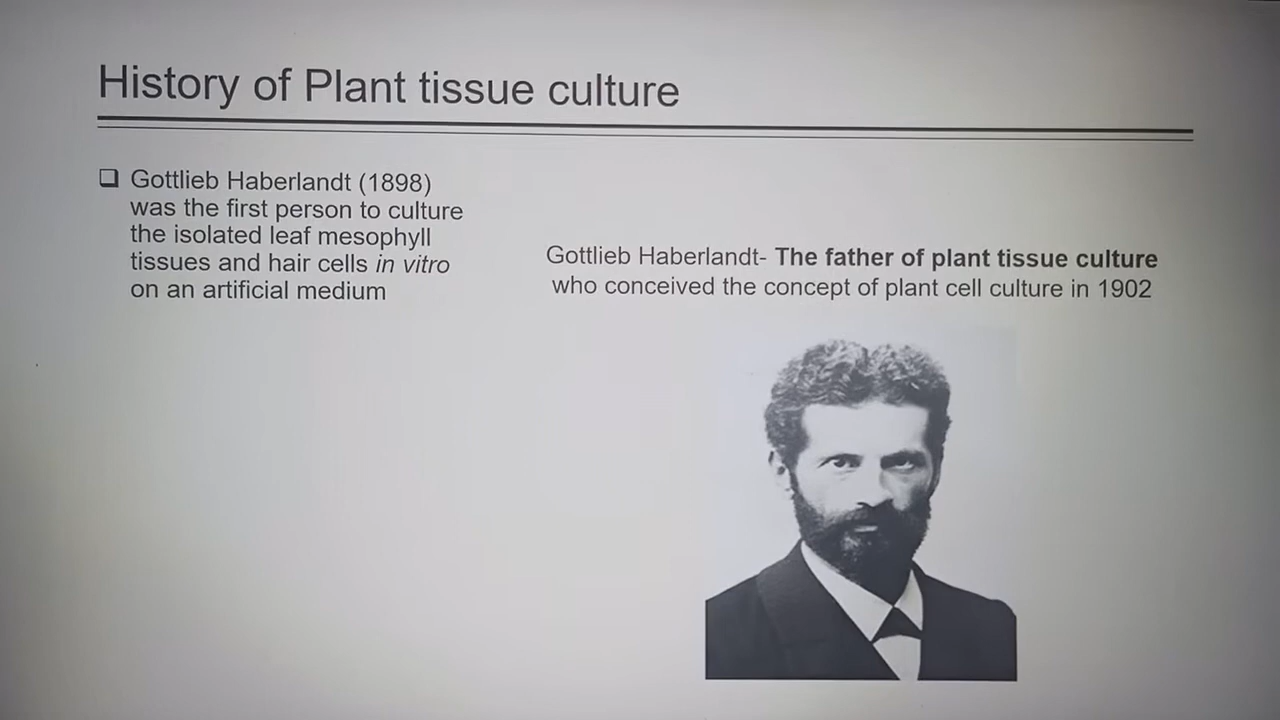 History of Plant tissue culture
Gottlieb Haberlandt (1898)
was the first person to culture
the isolated leaf mesophyll
tissues and hair cells in vitro
on an artificial medium
Gottlieb Haberlandt- The father of plant tissue culture
who conceived the concept of plant cell culture in 1902